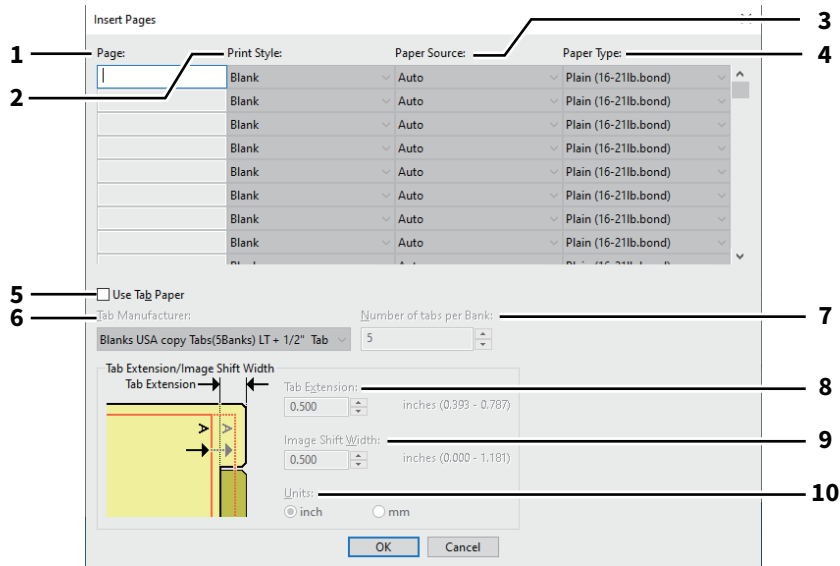 Insert Pages
3
1 Page: Print Style: Paper Source: Paper Type: 4
2 Blank Auto Plain (16-21lb.bond)
Blank Auto Plain (16-21lb.bond)
Blank Auto Plain (16-21lb.bond)
Blank Auto Plain (16-21lb.bond)
Blank Auto Plain (16-21lb.bond)
Blank Auto Plain (16-21lb.bond)
Blank Auto Plain (16-21lb.bond)
Blank Auto Plain (16-21lb.bond)
5 Use Tab Paper
6 Tab Manufacturer: Number of tabs per Bank: 7
Blanks USA copy Tabs(5Banks) LT + 1/2" Tab 5
Tab Extension/Image Shift Width
Tab Extension
Tab Extension: 8
0.500 inches (0.393 - 0.787)
A A
Image Shift Width: 9
0.500 inches (0.000 - 1.181)
Units: 10
inch mm
OK Cancel